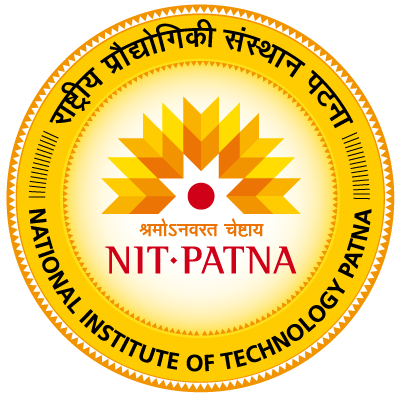 राष्ट्रीय प्रौद्योगिकी संस्थान पटना
श्रमोऽनवरत चेष्टाय
NIT·PATNA
NATIONAL INSTITUTE OF TECHNOLOGY PATNA